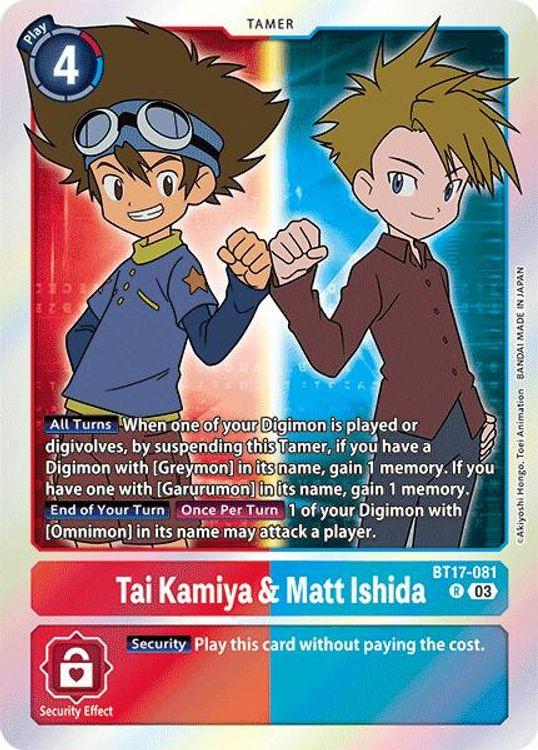 TAMER
Play
4
All Turns When one of your Digimon is played or
digivolves, by suspending this Tamer, if you have a
Digimon with [Greymon] in its name, gain 1 memory. If you
have one with [Garurumon] in its name, gain 1 memory.
End of Your Turn Once Per Turn 1 of your Digimon with
[Omnimon] in its name may attack a player.
©Akiyoshi Hongo, Toei Animation BANDAI MADE IN JAPAN
BT17-081
Tai Kamiya & Matt Ishida R 03
Security Play this card without paying the cost.
Security Effect